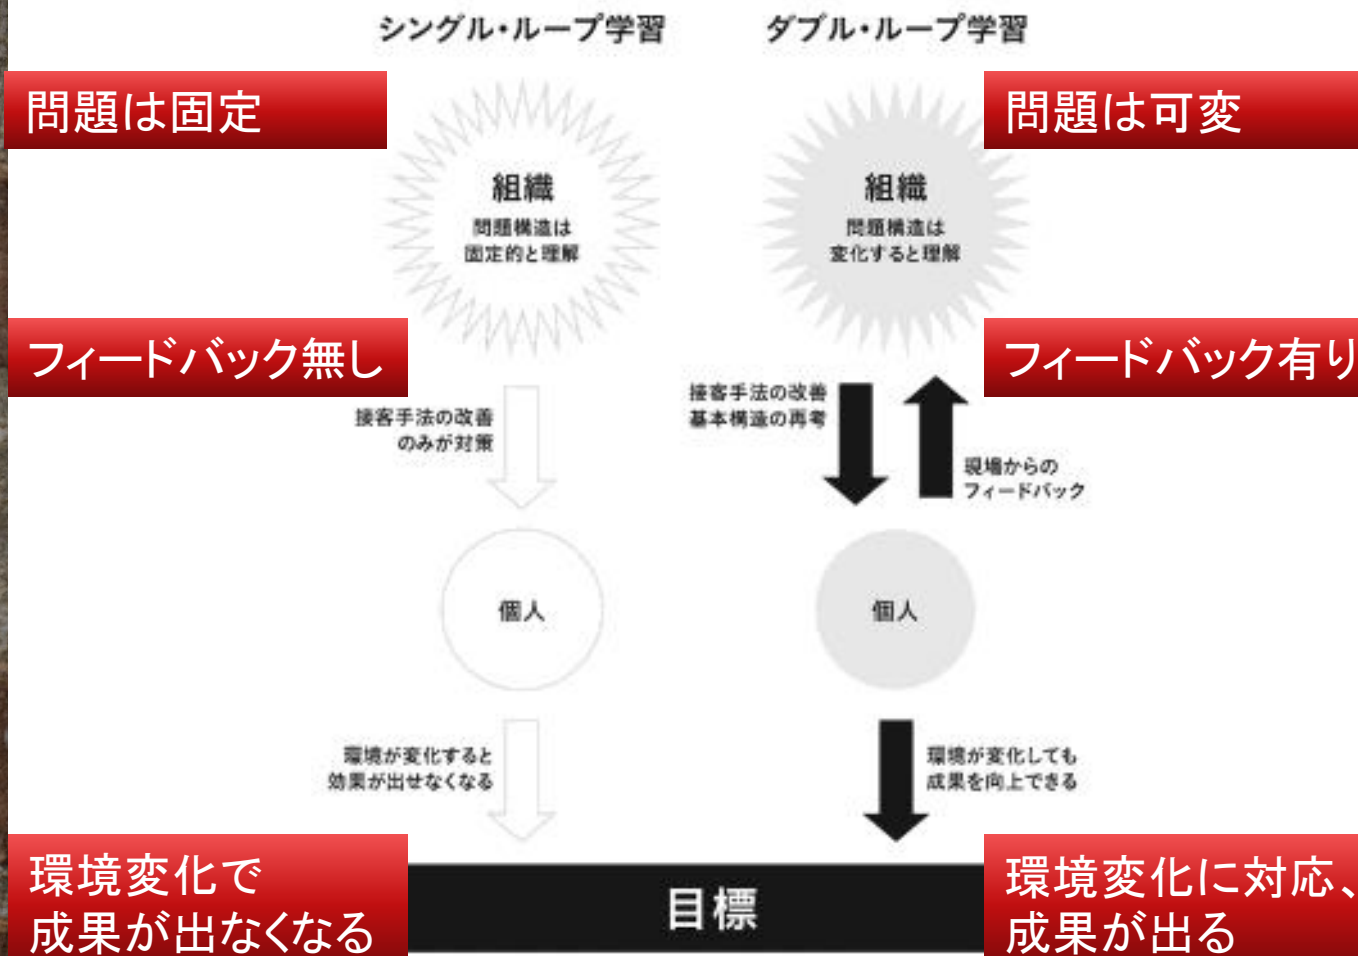 シングル・ループ学習
ダブル・ループ学習
問題は固定
問題は可変
組織
問題構造は
固定的と理解
組織
問題構造は
変化すると理解
フィードバック無し
フィードバック有り
接客手法の改善
のみが対策
接客手法の改善
基本構造の再考
現場からの
フィードバック
個人
個人
環境が変化すると
効果が出せなくなる
環境が変化しても
成果を向上できる
環境変化で
成果が出なくなる
目標
環境変化に対応、
成果が出る